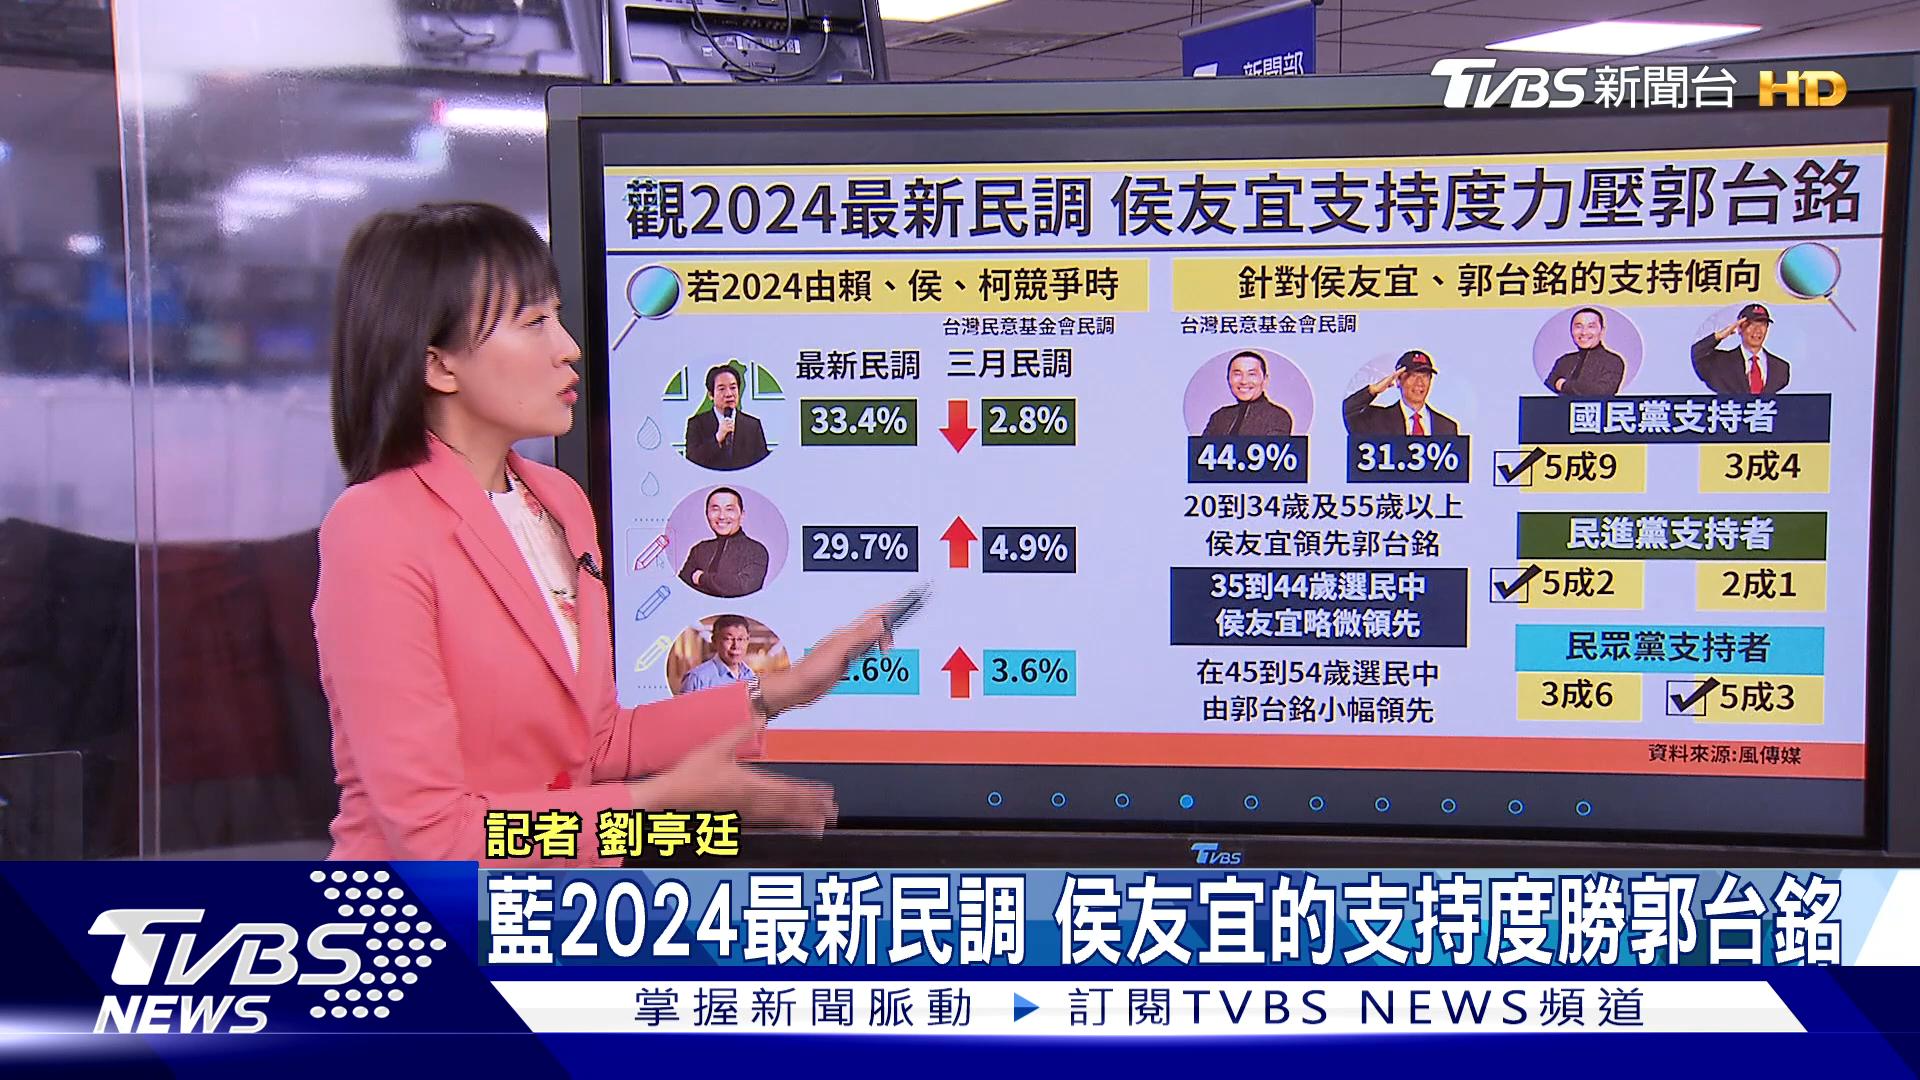 新聞部
TVBS新聞台 HD
觀2024最新民調 侯友宜支持度力壓郭台銘
若2024由賴、侯、柯競爭時
台灣民意基金會民調
最新民調 三月民調
33.4% 2.8%
29.7% 4.9%
.6% 3.6%
針對侯友宜、郭台銘的支持傾向
台灣民意基金會民調
44.9% 31.3%
20到34歲及55歲以上
侯友宜領先郭台銘
35到44歲選民中
侯友宜略微領先
在45到54歲選民中
由郭台銘小幅領先
國民黨支持者
5成9 3成4
民進黨支持者
5成2 2成1
民眾黨支持者
3成6 5成3
資料來源:風傳媒
TVBS
記者 劉亭廷
藍2024最新民調 侯友宜的支持度勝郭台銘
TVBS
NEWS
掌握新聞脈動 ▶ 訂閱TVBS NEWS頻道